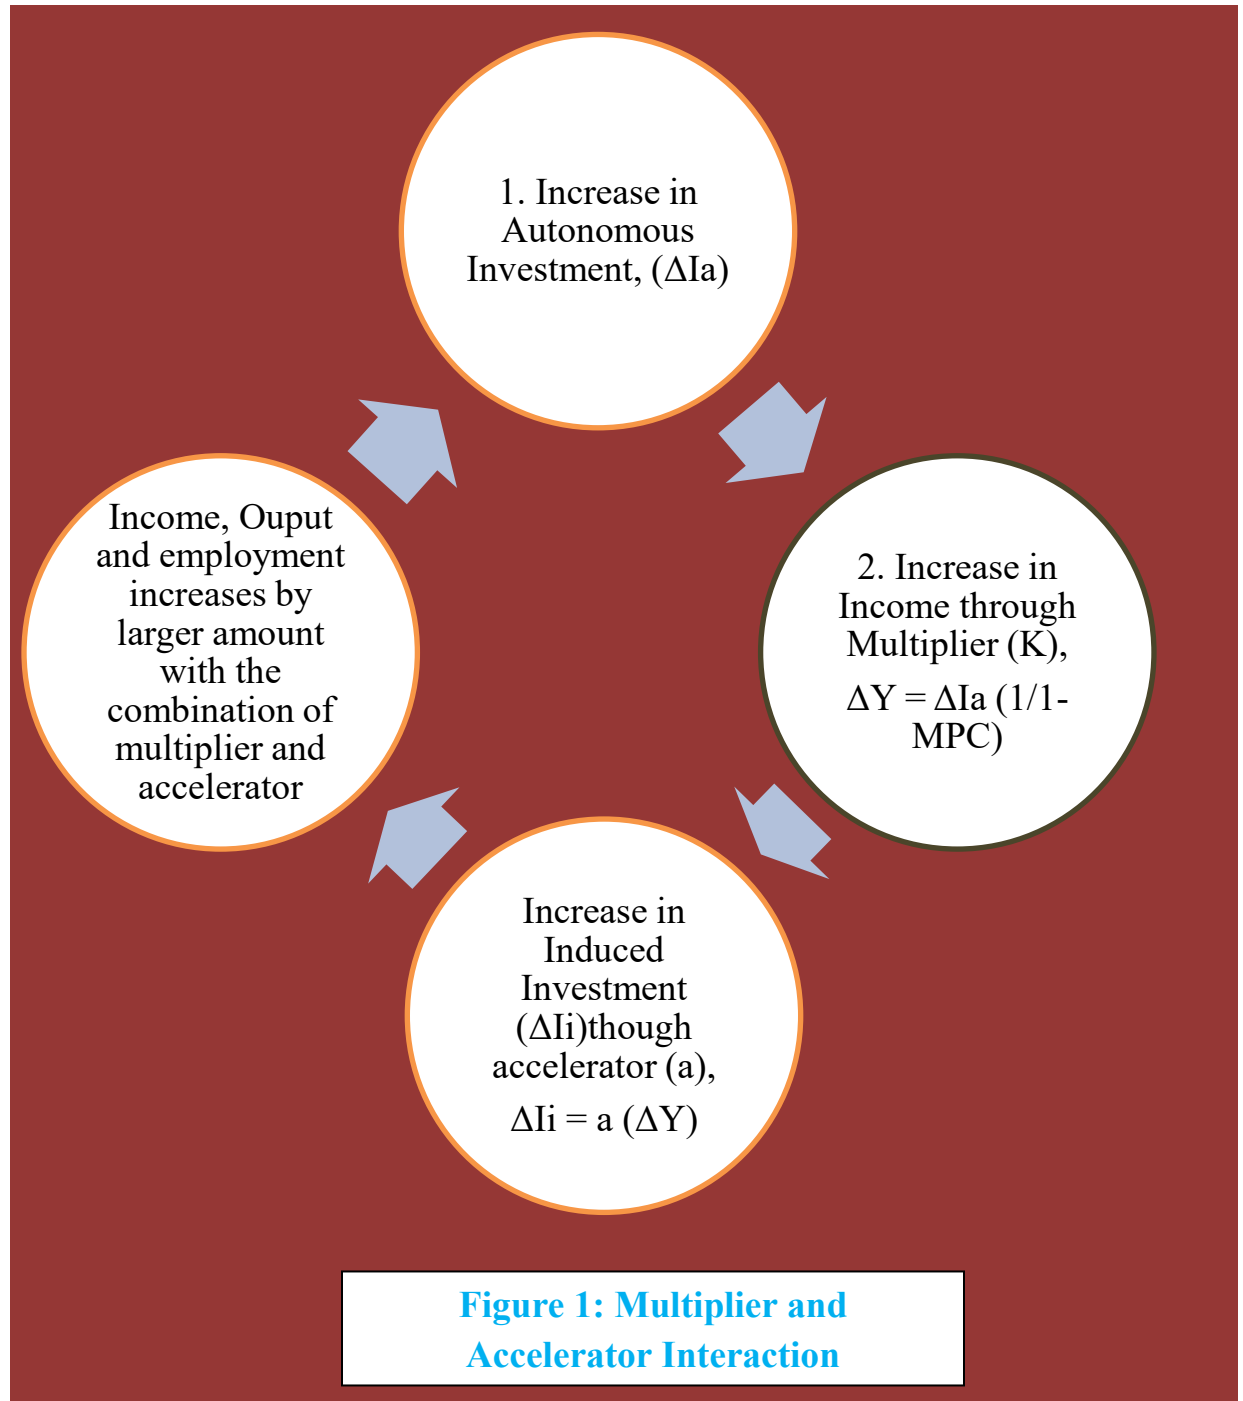 1. Increase in
Autonomous
Investment, (ΔIa)
2. Increase in
Income through
Multiplier (K),
ΔY = ΔIa (1/1-
MPC)
Increase in
Induced
Investment
(ΔIi)though
accelerator (a),
ΔIi = a (ΔY)
Income, Ouput
and employment
increases by
larger amount
with the
combination of
multiplier and
accelerator
Figure 1: Multiplier and
Accelerator Interaction